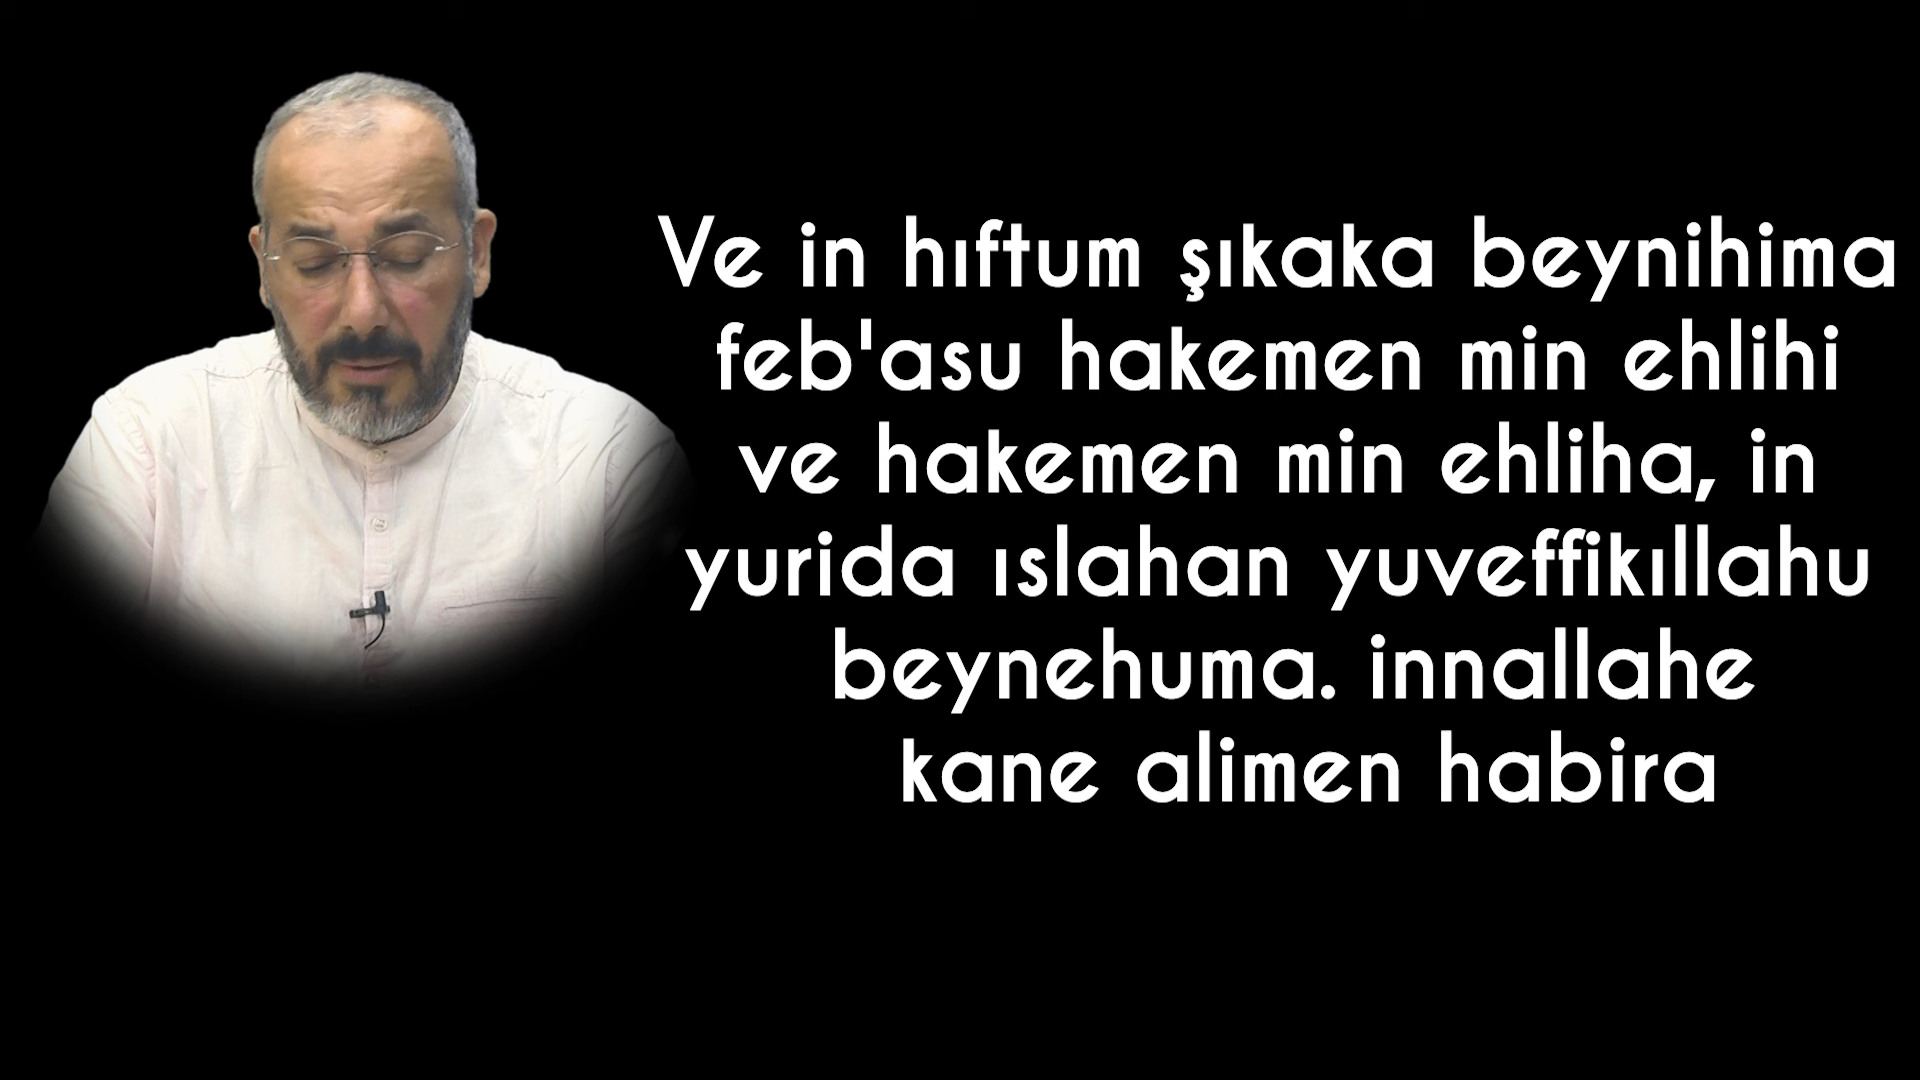 Ve in hıftum şıkaka beynihima
feb'asu hakemen min ehlihi
ve hakemen min ehliha, in
yurida ıslahan yuveffikıllahu
beynehuma. innallahe
kane alimen habira